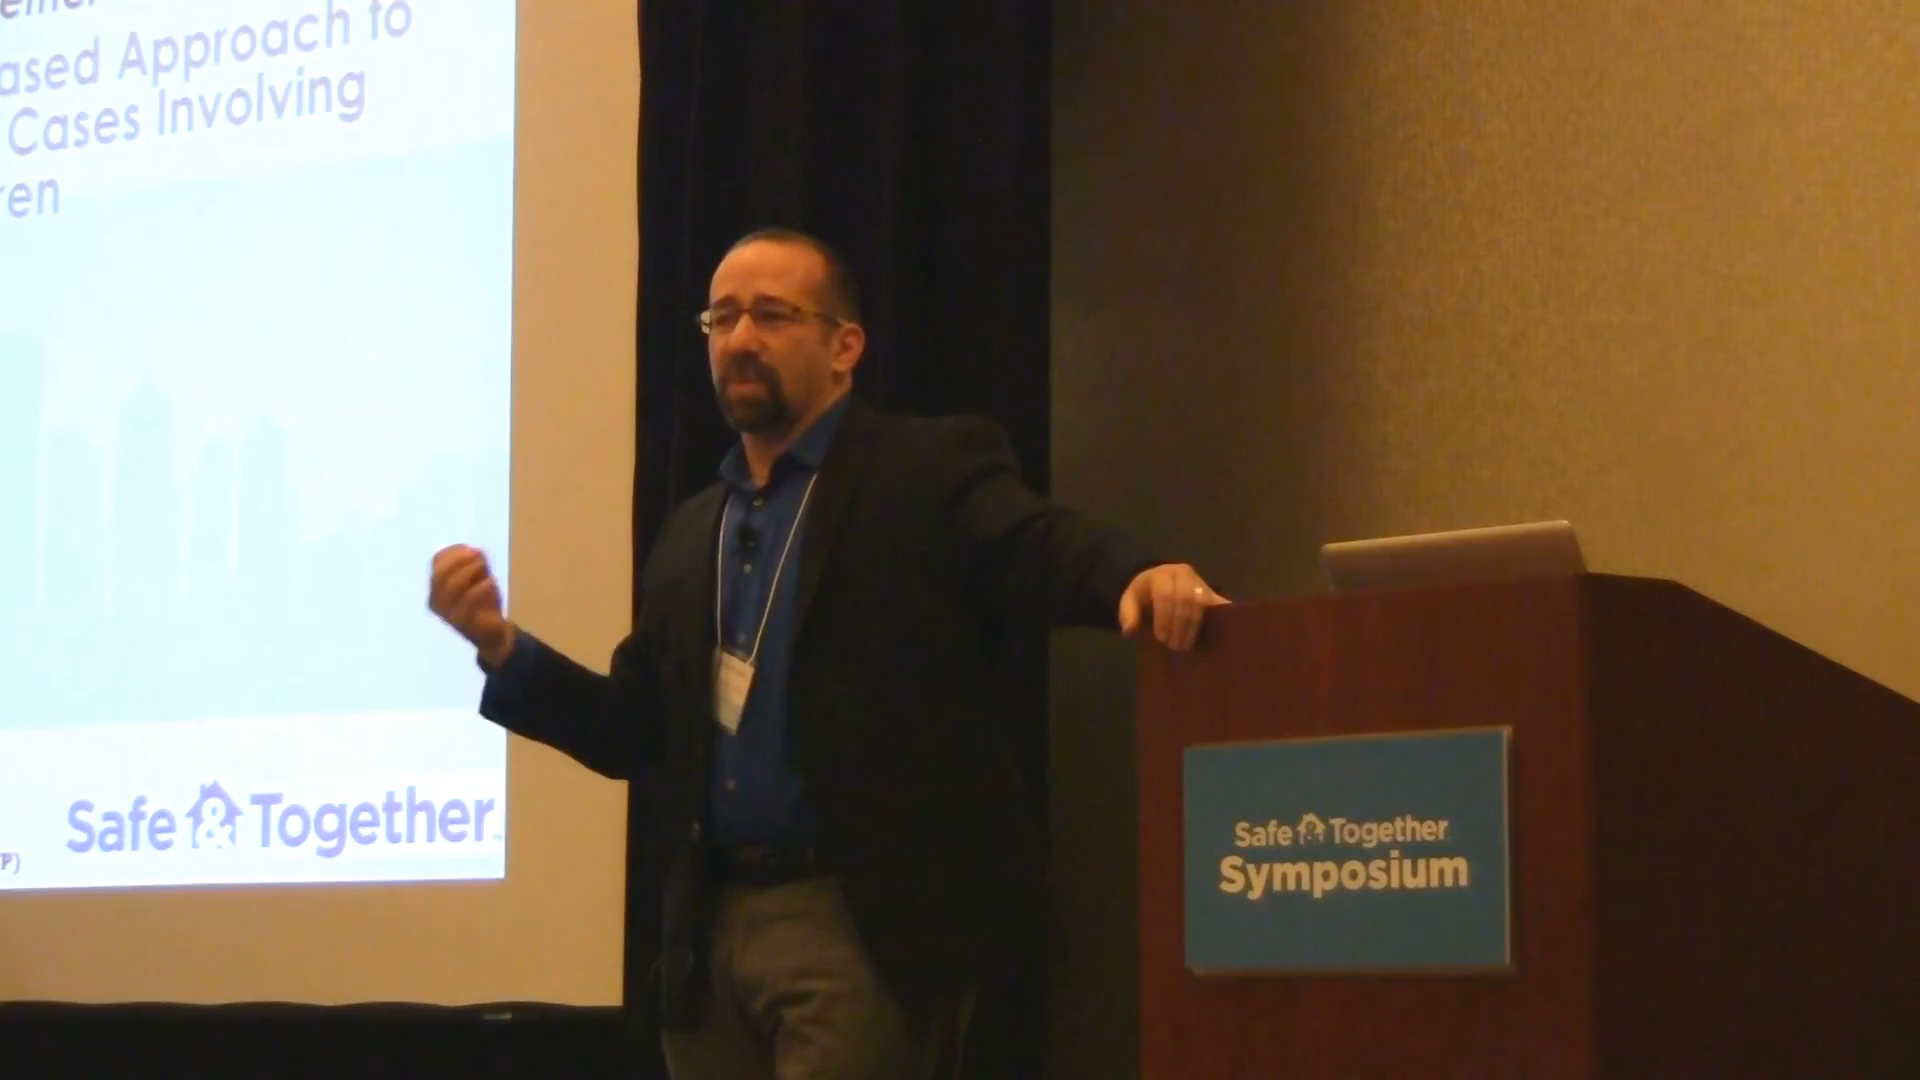 ased Approach to
Cases Involving
ren
P)
Safe & Together
Safe & Together
Symposium